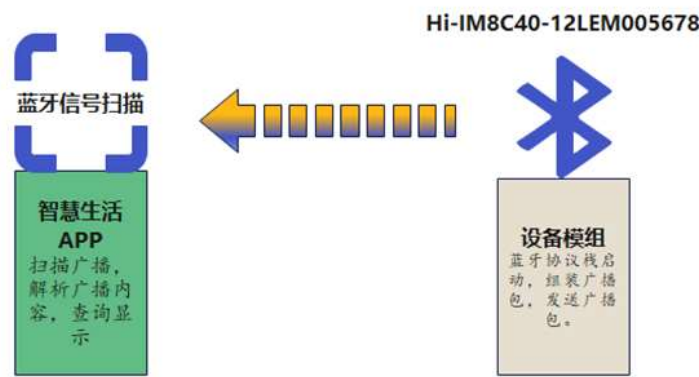 Hi-IM8C40-12LEM005678
蓝牙信号扫描
智慧生活
APP
扫描广播，
解析广播内
容，查询显
示
设备模组
蓝牙协议栈启
动，组装广播
包，发送广播
包。